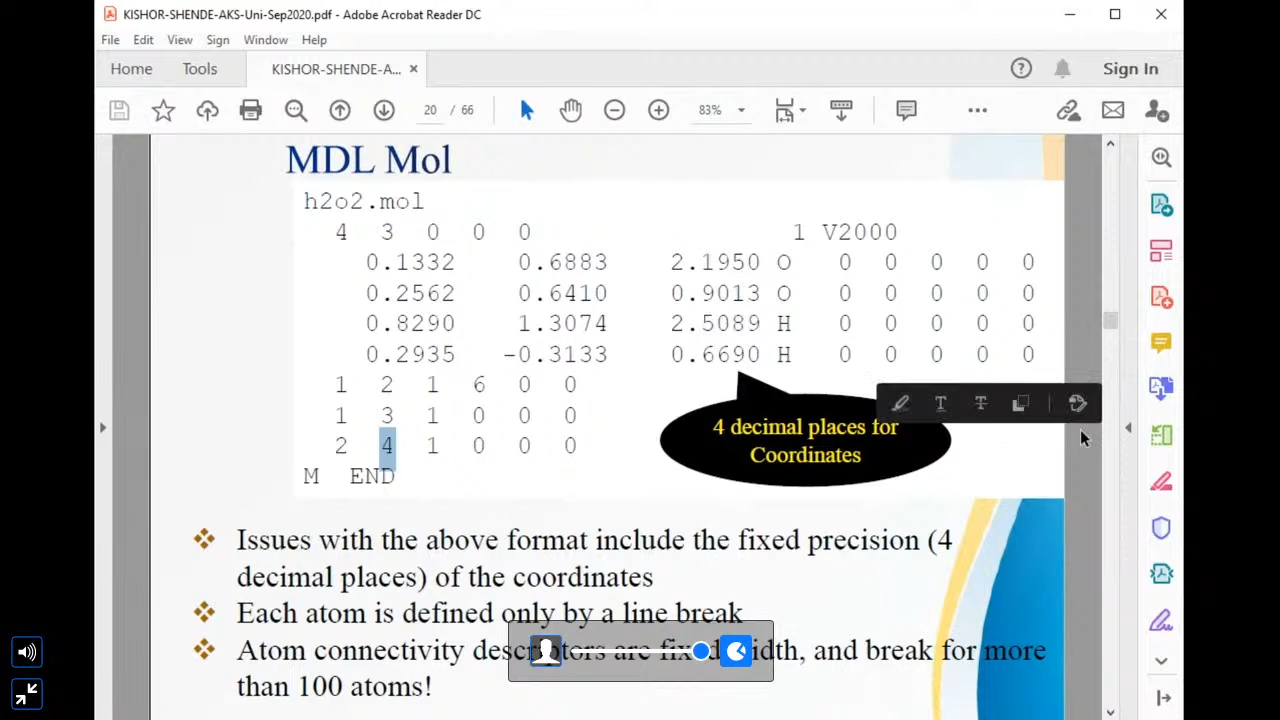 KISHOR-SHENDE-AKS-Uni-Sep2020.pdf - Adobe Acrobat Reader DC
File Edit View Sign Window Help
Home Tools KISHOR-SHENDE-A... × Sign In
20 / 66 83%
MDL Mol
h2o2.mol
4 3 0 0 0 1 V2000
0.1332 0.6883 2.1950 O 0 0 0 0 0
0.2562 0.6410 0.9013 O 0 0 0 0 0
0.8290 1.3074 2.5089 H 0 0 0 0 0
0.2935 -0.3133 0.6690 H 0 0 0 0 0
1 2 1 6 0 0
1 3 1 0 0 0
2 4 1 0 0 0
M END
4 decimal places for
Coordinates
Issues with the above format include the fixed precision (4
decimal places) of the coordinates
Each atom is defined only by a line break
Atom connectivity descriptors are fixed width, and break for more
than 100 atoms!